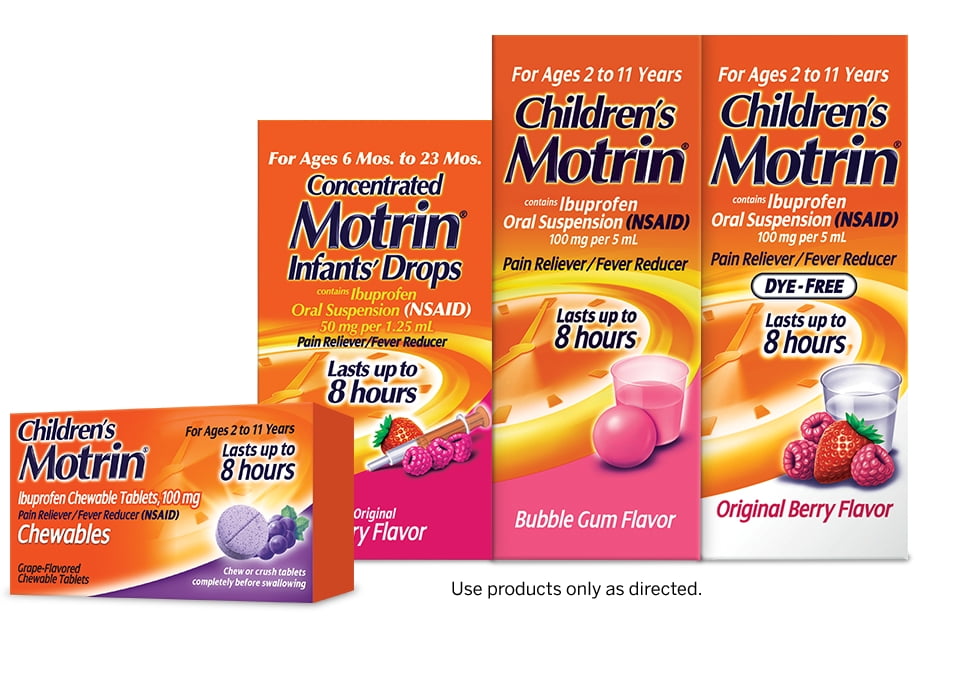 Children's
Motrin®
For Ages 2 to 11 Years
Lasts up to
8 hours
Ibuprofen Chewable Tablets, 100 mg
Pain Reliever/Fever Reducer (NSAID)
Chewables
Grape-Flavored
Chewable Tablets
Chew or crush tablets
completely before swallowing
For Ages 6 Mos. to 23 Mos.
Concentrated
Motrin®
Infants' Drops
contains Ibuprofen
Oral Suspension (NSAID)
50 mg per 1.25 mL
Pain Reliever/Fever Reducer
Lasts up to
8 hours
Original
ry Flavor
For Ages 2 to 11 Years
Children's
Motrin®
contains Ibuprofen
Oral Suspension (NSAID)
100 mg per 5 mL
Pain Reliever/Fever Reducer
Lasts up to
8 hours
Bubble Gum Flavor
For Ages 2 to 11 Years
Children's
Motrin®
contains Ibuprofen
Oral Suspension (NSAID)
100 mg per 5 mL
Pain Reliever/Fever Reducer
DYE-FREE
Lasts up to
8 hours
Original Berry Flavor
Use products only as directed.